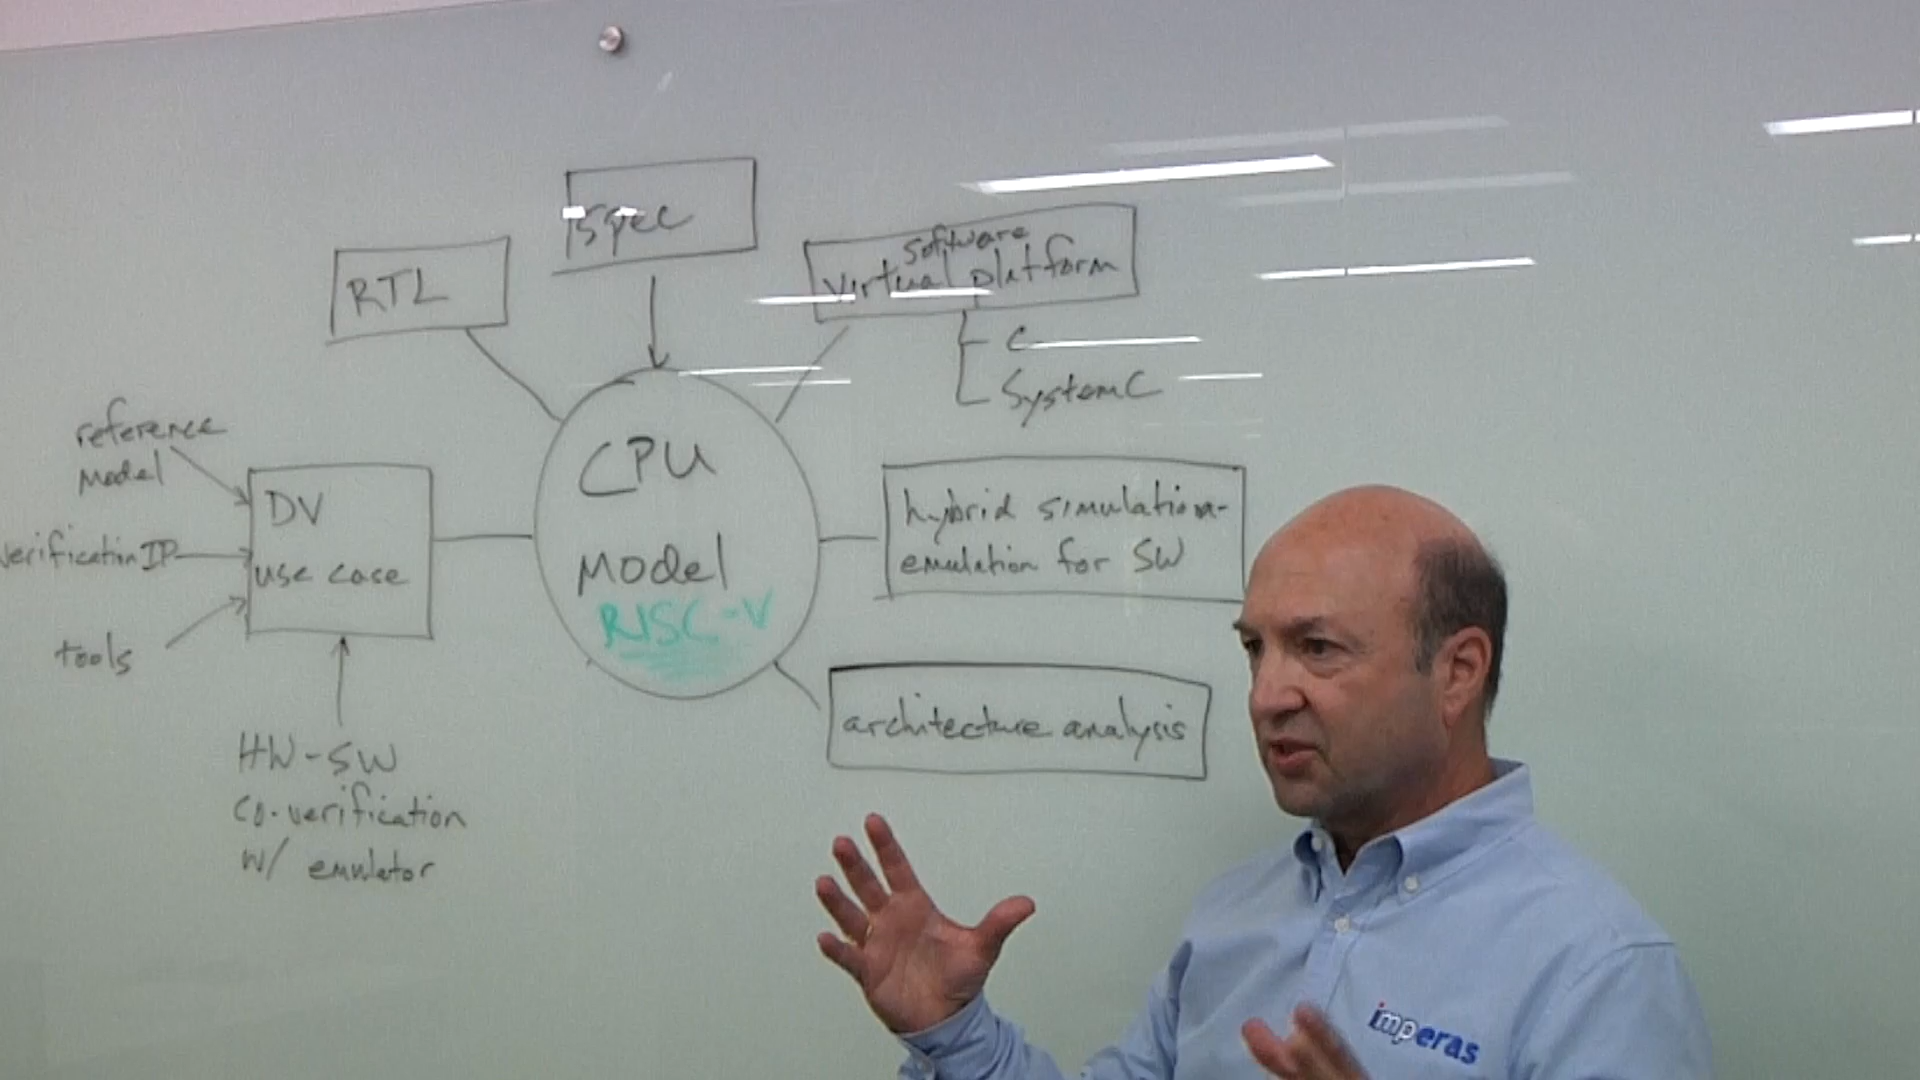 spec
RTL
software
virtual platform
C
SystemC
reference
model
DV
use case
verification IP
tools
HW-SW
co-verification
w/ emulator
CPU
MODEL
RISC-V
hybrid simulation-
emulation for SW
architecture analysis
imperas